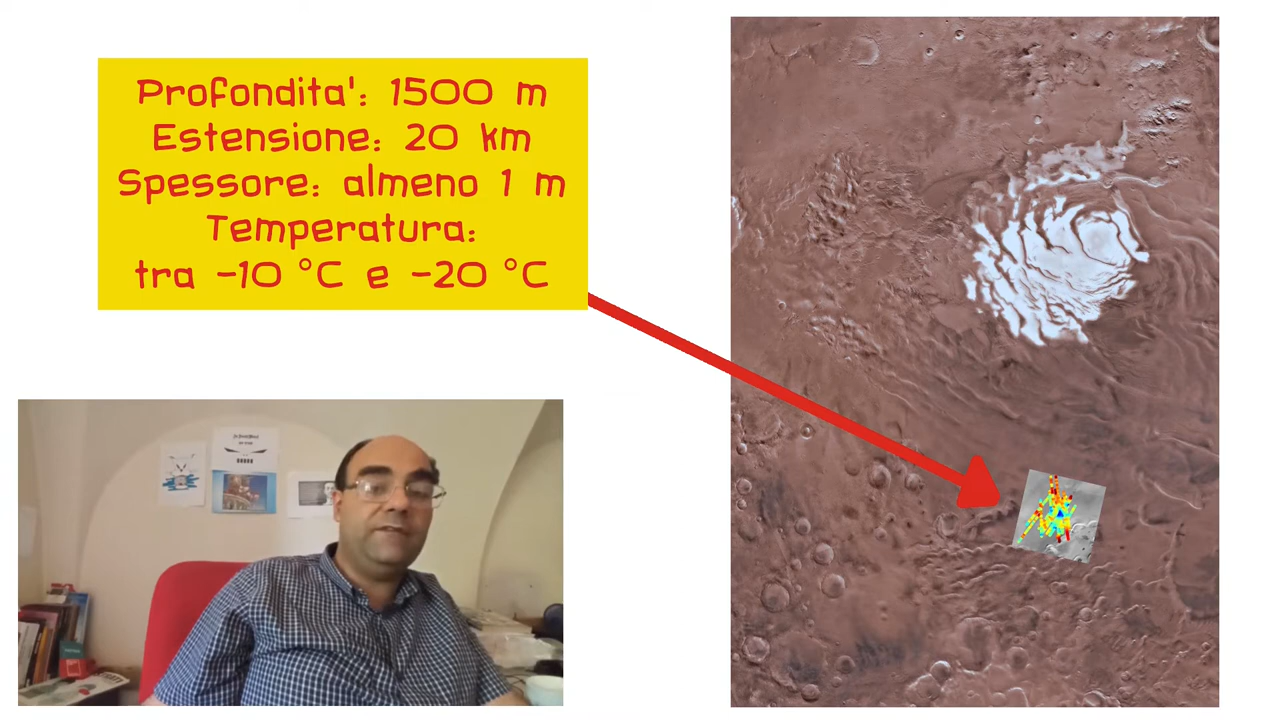 Profondita': 1500 m
Estensione: 20 km
Spessore: almeno 1 m
Temperatura:
tra -10 °C e -20 °C